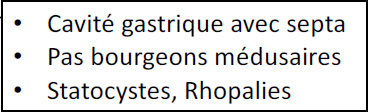 • Cavité gastrique avec septa
• Pas bourgeons médusaires
• Statocystes, Rhopalies